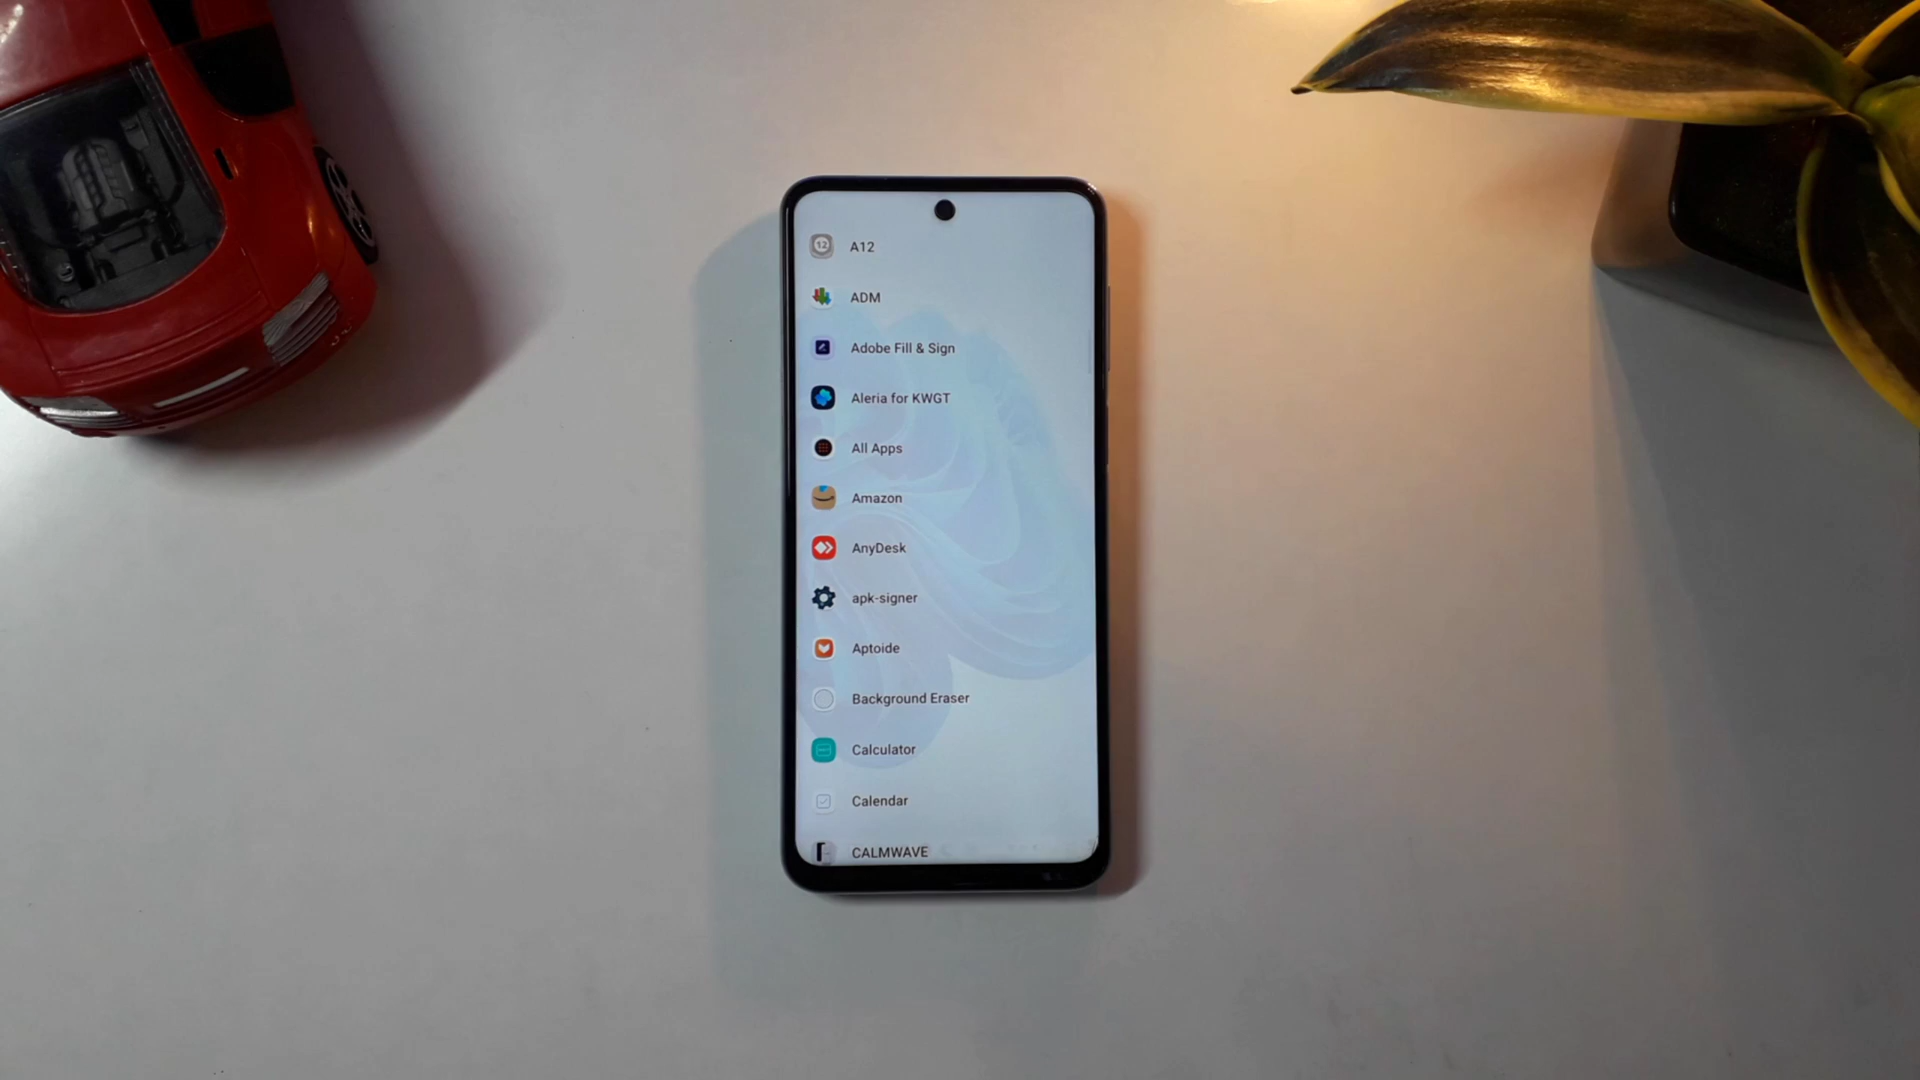 12
A12
ADM
Adobe Fill & Sign
Aleria for KWGT
All Apps
Amazon
AnyDesk
apk-signer
Aptoide
Background Eraser
Calculator
Calendar
CALMWAVE